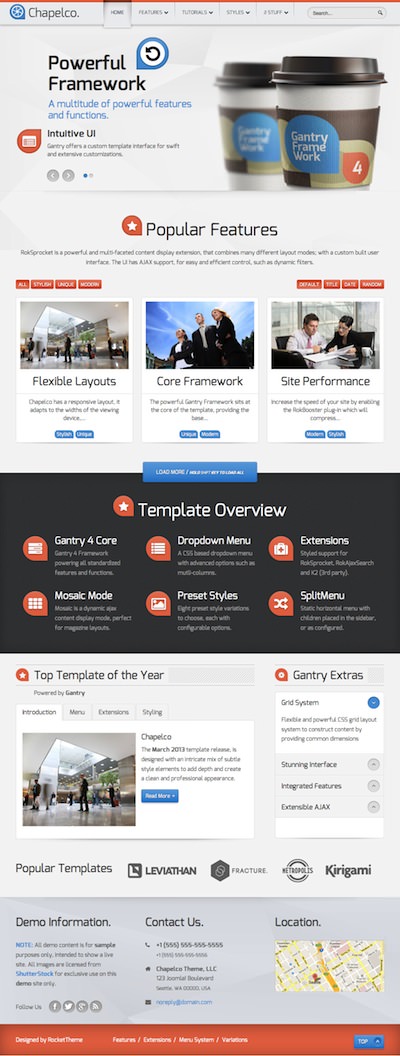 Chapelco.
HOME
FEATURES
TUTORIALS
STYLES
2 STUFF
Search...
Powerful
Framework
A multitude of powerful features
and functions.
Intuitive UI
Gantry offers a custom template interface for swift
and extensive customizations.
Gantry
Frame
Work
Gantry
Frame
Work
4
Popular Features
RokSprocket is a powerful and multi-faceted content display extension, that combines many different layout modes; with a custom built user
interface. The UI has AJAX support, for easy and efficient control, such as dynamic filters.
ALL STYLISH UNIQUE MODERN
DEFAULT TITLE DATE RANDOM
Flexible Layouts
Chapelco has a responsive layout, it
adapts to the widths of the viewing
device,...
Stylish Unique
Core Framework
The powerful Gantry Framework sits at
the core of the template, providing the
base...
Unique Modern
Site Performance
Increase the speed of your site by enabling
the RokBooster plug-in which will
compress...
Modern Stylish
LOAD MORE / HOLD SHIFT KEY TO LOAD ALL
Template Overview
Gantry 4 Core
Gantry 4 Framework
powering all standardized
features and functions.
Dropdown Menu
A CSS based dropdown menu
with advanced options such as
multi-columns.
Extensions
Styled support for
RokSprocket, RokAjaxSearch
and K2 (3rd party).
Mosaic Mode
Mosaic is a dynamic ajax
content display mode, perfect
for magazine layouts.
Preset Styles
Eight preset style variations
to choose, each with
configurable options.
SplitMenu
Static horizontal menu with
children placed in the sidebar,
or as configured.
Top Template of the Year
Powered by Gantry
Introduction
Menu
Extensions
Styling
Chapelco
The March 2013 template release, is
designed with an intricate mix of subtle
style elements to add depth and create
a clean and professional appearance.
Read More
Gantry Extras
Grid System
Flexible and powerful CSS grid layout
system to construct content by
providing common dimensions
Stunning Interface
Integrated Features
Extensible AJAX
Popular Templates
LEVIATHAN
FRACTURE.
METROPOLIS
Kirigami
Demo Information.
NOTE: All demo content is for sample
purposes only, intended to show a live
site. All images are licensed from
ShutterStock for exclusive use on this
demo site only.
Follow Us
Contact Us.
+1 (555) 555-555-5555
+1 (555) 555-555-5556
Chapelco Theme, LLC
123 Joomla! Boulevard
Seattle, WA 00000, USA
noreply@domain.com
Location.
Designed by RocketTheme
Features / Extensions / Menu System / Variations
TOP